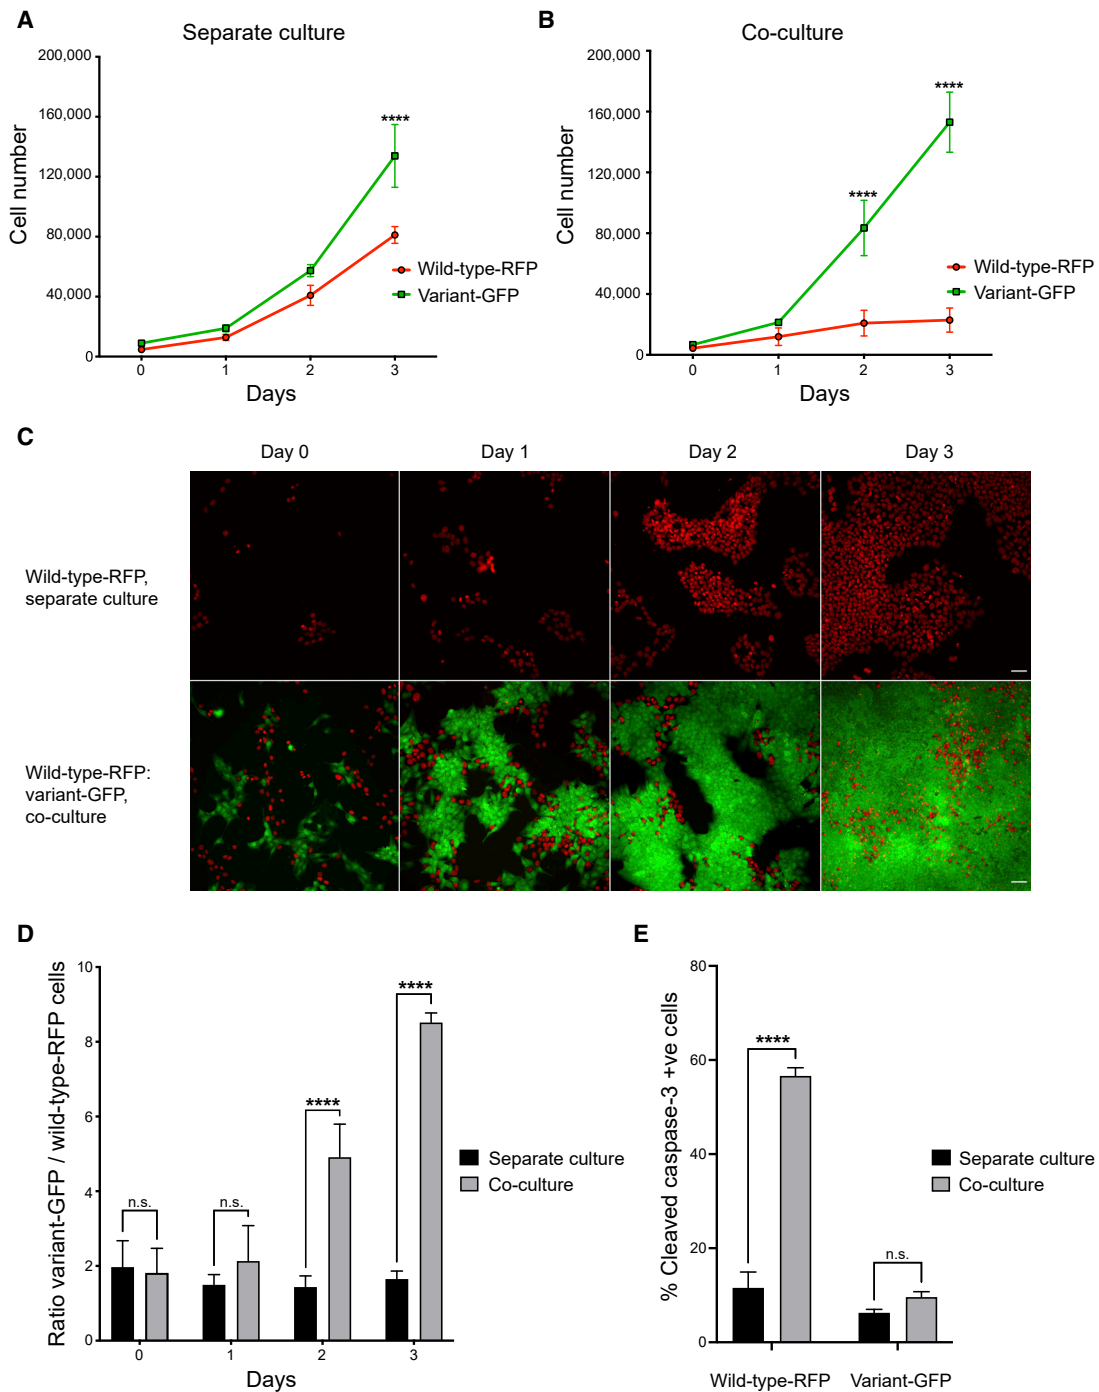 A
Separate culture
200,000
160,000
120,000
80,000
40,000
0
Cell number
****
Wild-type-RFP
Variant-GFP
0 1 2 3
Days
B
Co-culture
200,000
160,000
120,000
80,000
40,000
0
Cell number
****
****
Wild-type-RFP
Variant-GFP
0 1 2 3
Days
C
Day 0 Day 1 Day 2 Day 3
Wild-type-RFP,
separate culture
Wild-type-RFP:
variant-GFP,
co-culture
D
Ratio variant-GFP / wild-type-RFP cells
10
8
6
4
2
0
n.s.
n.s.
****
****
Separate culture
Co-culture
0 1 2 3
Days
E
% Cleaved caspase-3 +ve cells
80
60
40
20
0
****
n.s.
Separate culture
Co-culture
Wild-type-RFP Variant-GFP